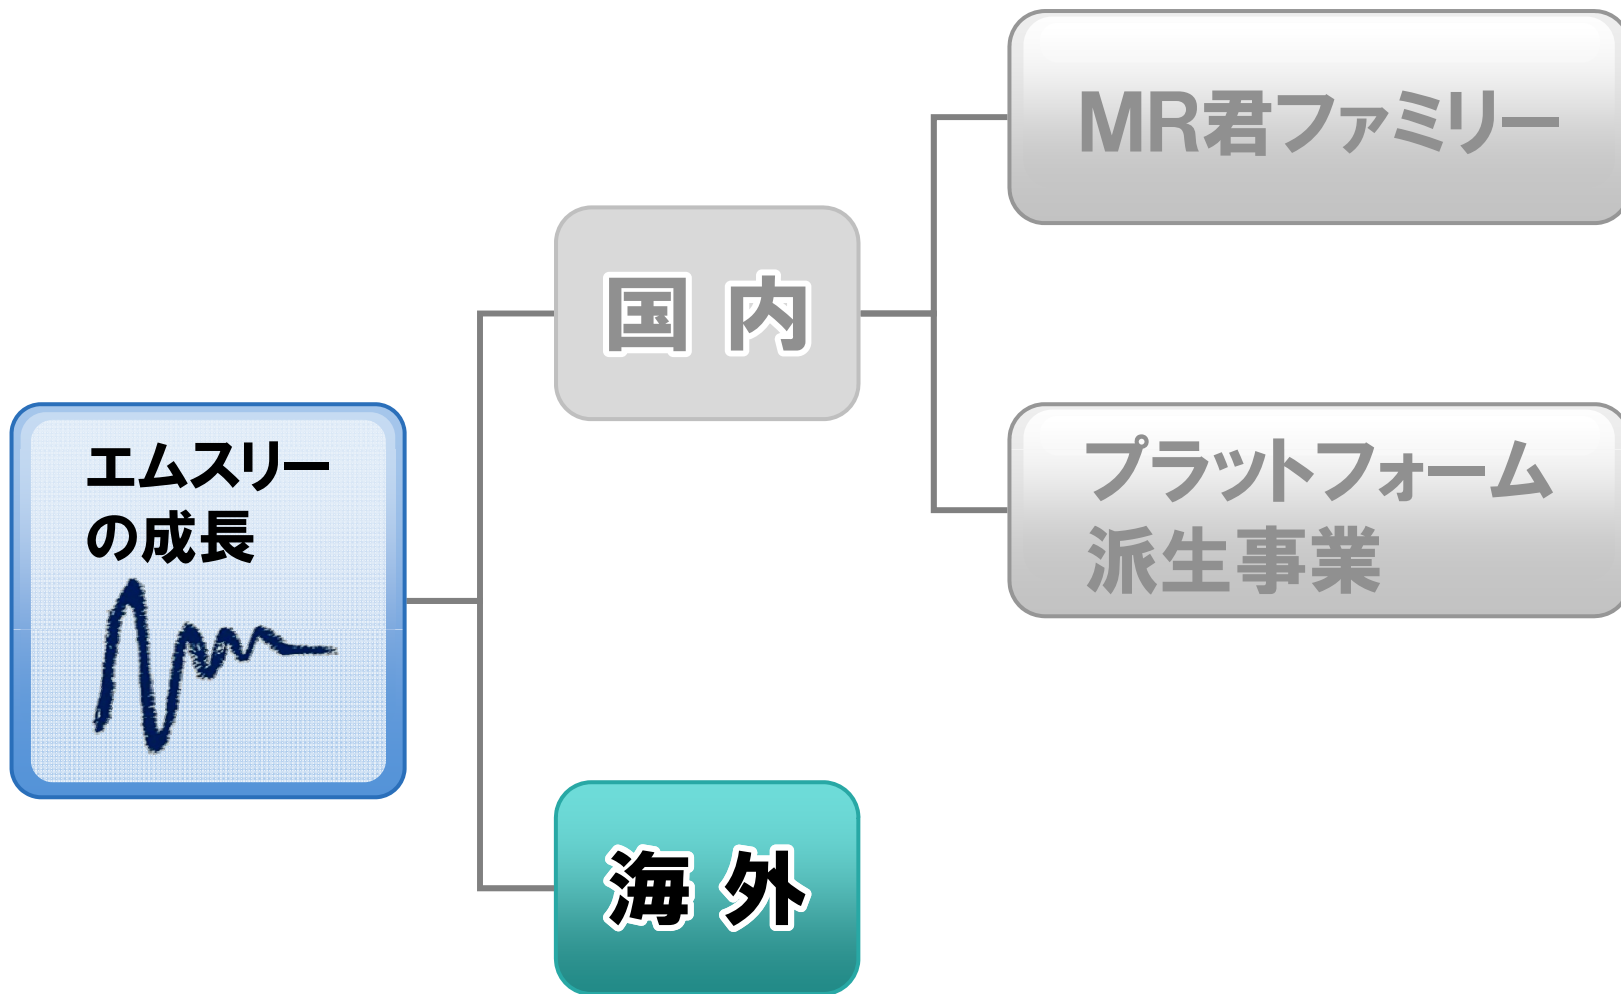 MR君ファミリー
国 内
エムスリー
の成長
プラットフォーム
派生事業
海 外